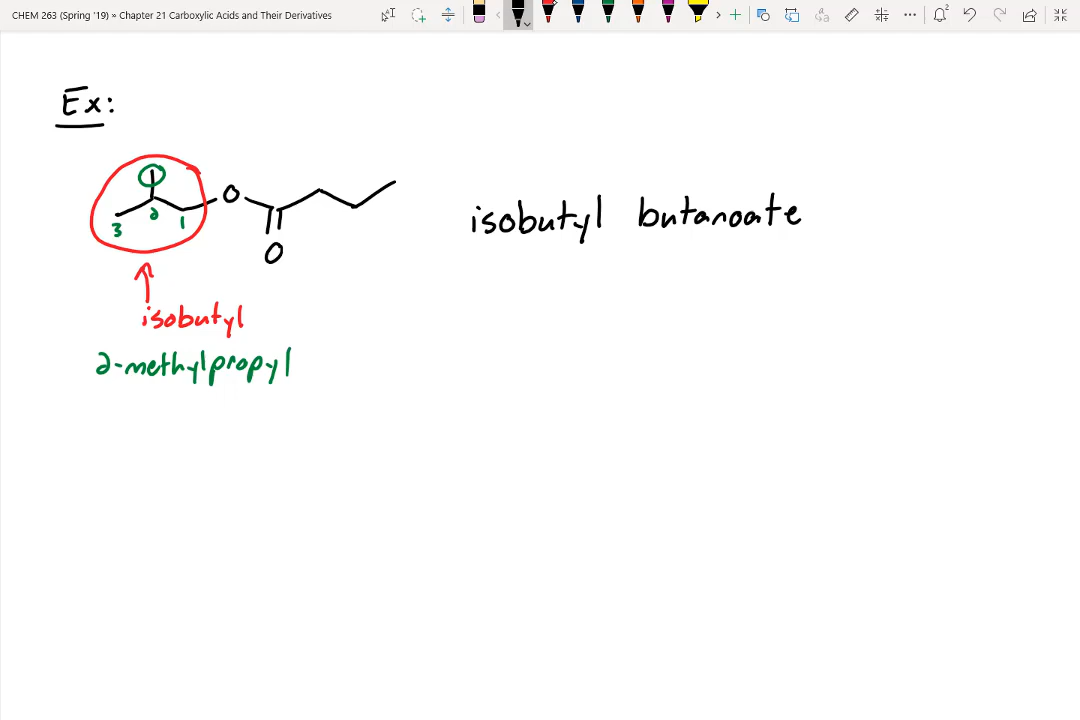 CHEM 263 (Spring '19) » Chapter 21 Carboxylic Acids and Their Derivatives
2
Ex:
O
3 2 1
O
isobutyl butanoate
isobutyl
2-methylpropyl